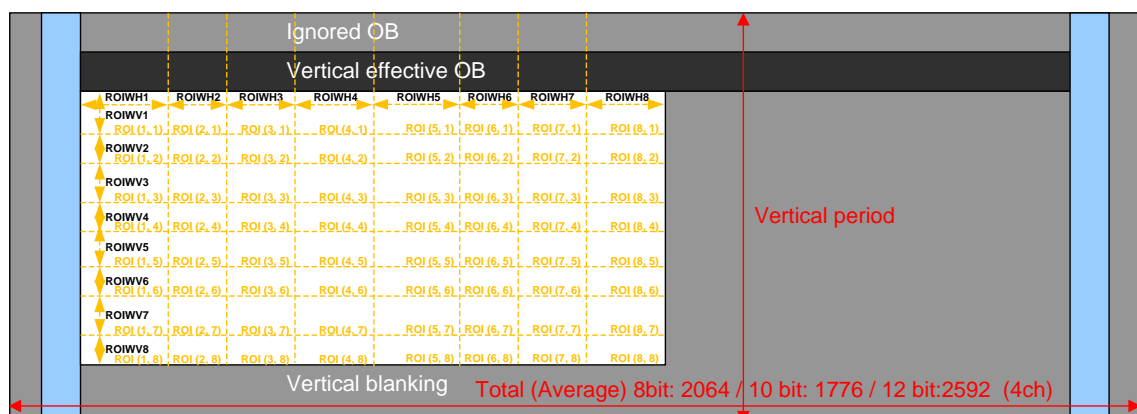 Ignored OB
Vertical effective OB
ROIWH1 ROIWH2 ROIWH3 ROIWH4 ROIWH5 ROIWH6 ROIWH7 ROIWH8
ROIWV1
ROI (1, 1) ROI (2, 1) ROI (3, 1) ROI (4, 1) ROI (5, 1) ROI (6, 1) ROI (7, 1) ROI (8, 1)
ROIWV2
ROI (1, 2) ROI (2, 2) ROI (3, 2) ROI (4, 2) ROI (5, 2) ROI (6, 2) ROI (7, 2) ROI (8, 2)
ROIWV3
ROI (1, 3) ROI (2, 3) ROI (3, 3) ROI (4, 3) ROI (5, 3) ROI (6, 3) ROI (7, 3) ROI (8, 3)
ROIWV4
ROI (1, 4) ROI (2, 4) ROI (3, 4) ROI (4, 4) ROI (5, 4) ROI (6, 4) ROI (7, 4) ROI (8, 4)
Vertical period
ROIWV5
ROI (1, 5) ROI (2, 5) ROI (3, 5) ROI (4, 5) ROI (5, 5) ROI (6, 5) ROI (7, 5) ROI (8, 5)
ROIWV6
ROI (1, 6) ROI (2, 6) ROI (3, 6) ROI (4, 6) ROI (5, 6) ROI (6, 6) ROI (7, 6) ROI (8, 6)
ROIWV7
ROI (1, 7) ROI (2, 7) ROI (3, 7) ROI (4, 7) ROI (5, 7) ROI (6, 7) ROI (7, 7) ROI (8, 7)
ROIWV8
ROI (1, 8) ROI (2, 8) ROI (3, 8) ROI (4, 8) ROI (5, 8) ROI (6, 8) ROI (7, 8) ROI (8, 8)
Vertical blanking
Total (Average) 8bit: 2064 / 10 bit: 1776 / 12 bit:2592 (4ch)